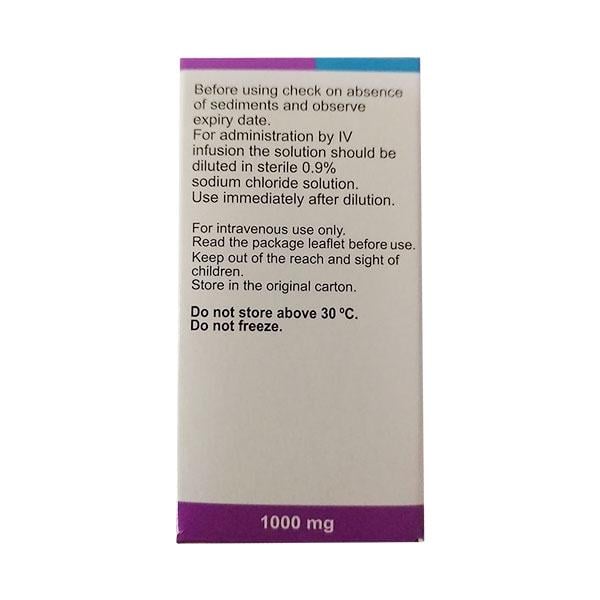 Before using check on absence
of sediments and observe
expiry date.
For administration by IV
infusion the solution should be
diluted in sterile 0.9%
sodium chloride solution.
Use immediately after dilution.
For intravenous use only.
Read the package leaflet before use.
Keep out of the reach and sight of
children.
Store in the original carton.
Do not store above 30 ºC.
Do not freeze.
1000 mg